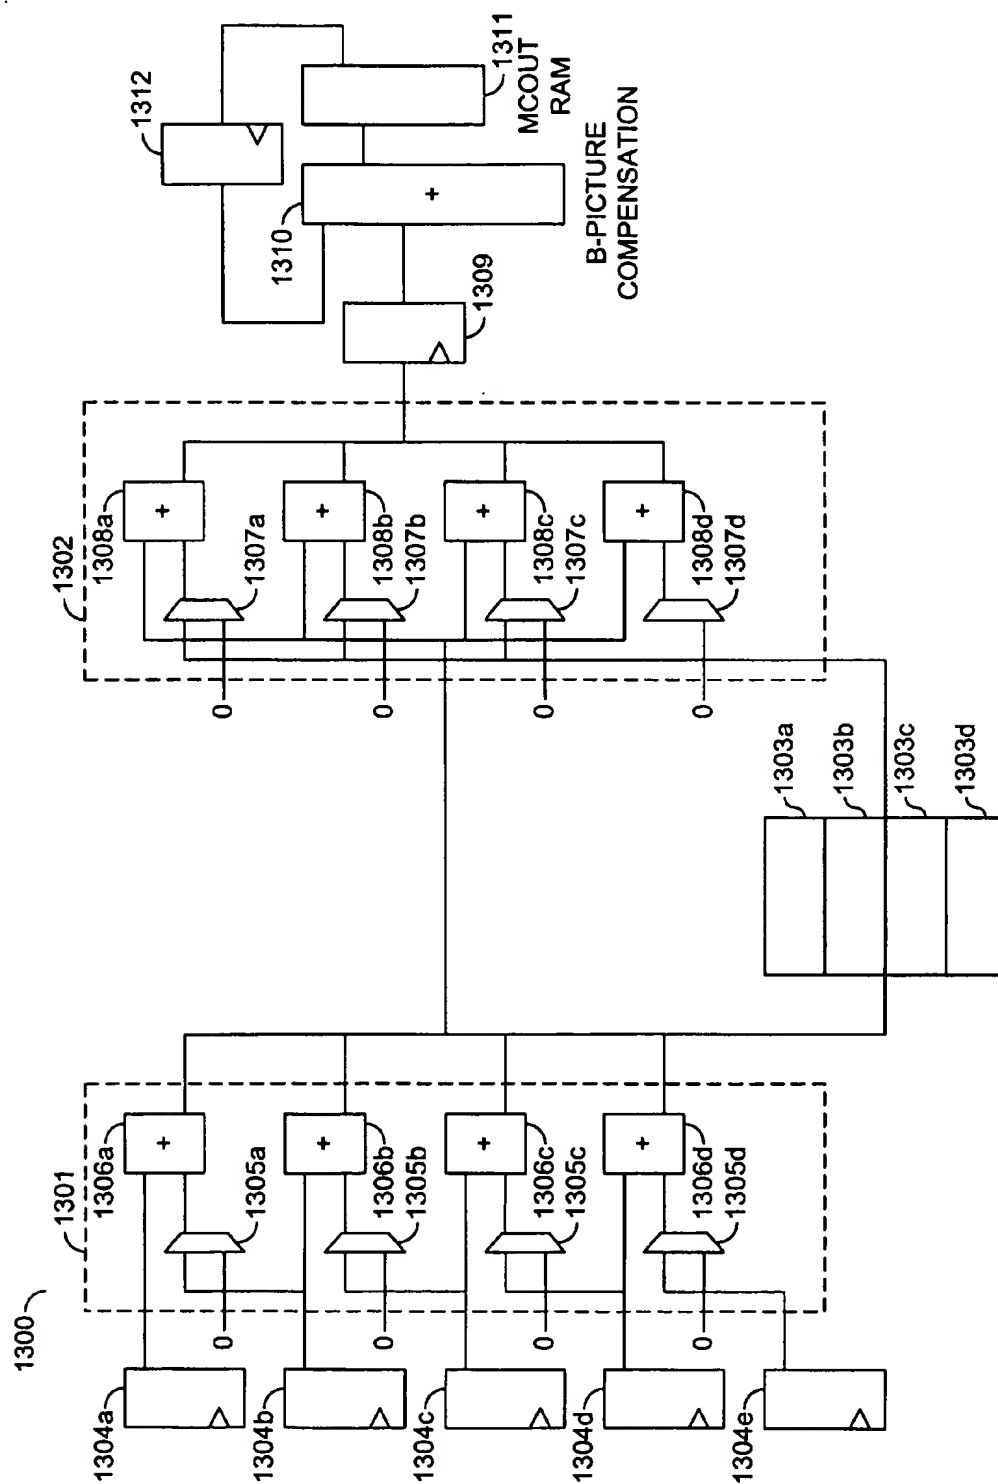 1300
1301
1304a
1304b
1304c
1304d
1304e
0
0
0
0
1306a
+
1305a
1306b
+
1305b
1306c
+
1305c
1306d
+
1305d
1303a
1303b
1303c
1303d
1302
0
0
0
0
1308a
+
1307a
1308b
+
1307b
1308c
+
1307c
1308d
+
1307d
1309
1310
+
1311
MCOUT
RAM
1312
B-PICTURE
COMPENSATION